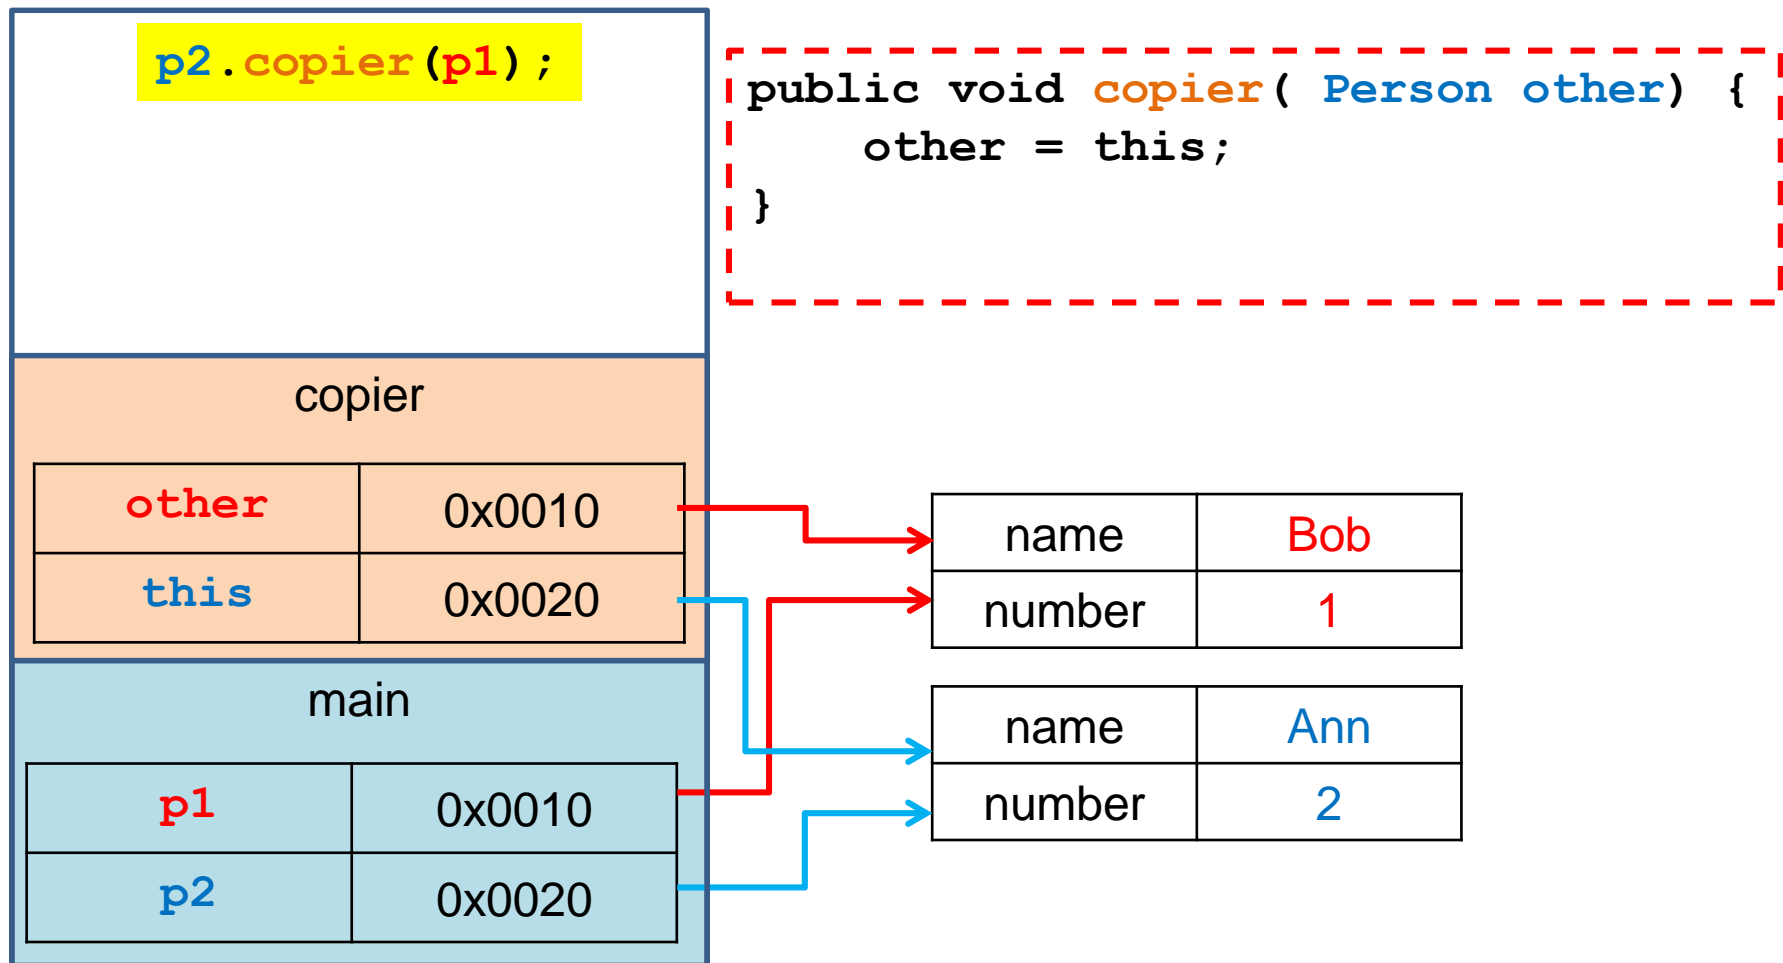 p2.copier(p1);
public void copier( Person other) {
other = this;
}
copier
other 0x0010
this 0x0020
main
p1 0x0010
p2 0x0020
name Bob
number 1
name Ann
number 2